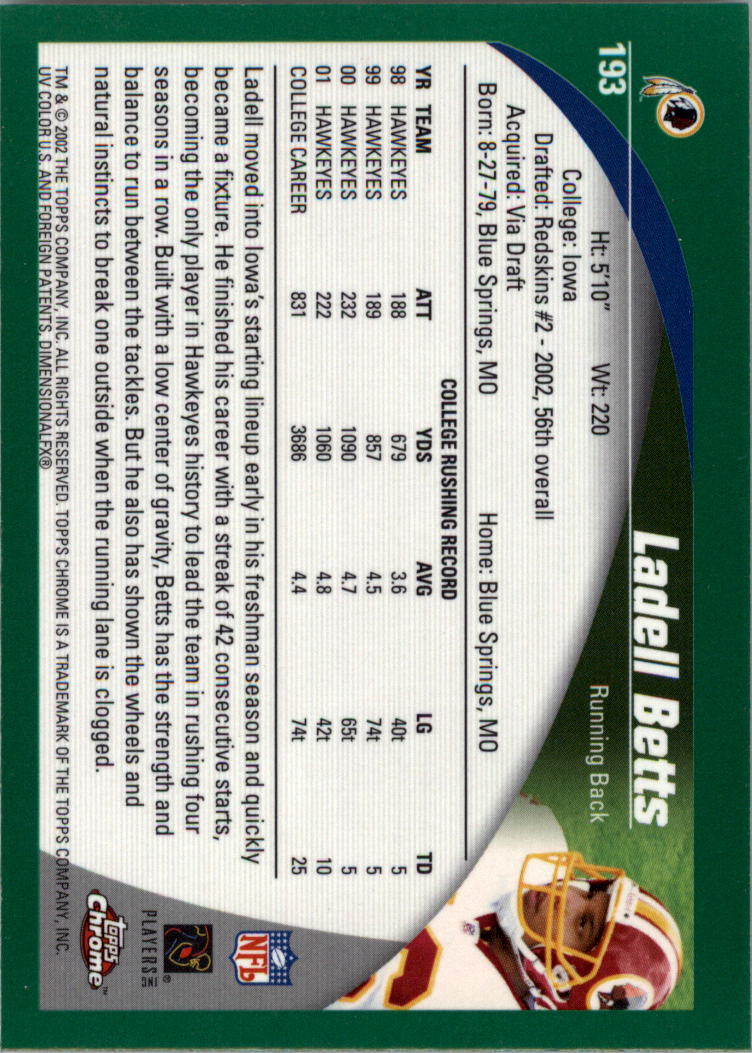 193
Ladell Betts
Ht: 5'10" Wt: 220
Running Back
College: Iowa
Drafted: Redskins #2 - 2002, 56th overall
Acquired: Via Draft
Born: 8-27-79, Blue Springs, MO Home: Blue Springs, MO
COLLEGE RUSHING RECORD
YR TEAM ATT YDS AVG LG TD
98 HAWKEYES 188 679 3.6 40t 5
99 HAWKEYES 189 857 4.5 74t 5
00 HAWKEYES 232 1090 4.7 65t 5
01 HAWKEYES 222 1060 4.8 42t 10
COLLEGE CAREER 831 3686 4.4 74t 25
Ladell moved into Iowa's starting lineup early in his freshman season and quickly
became a fixture. He finished his career with a streak of 42 consecutive starts,
becoming the only player in Hawkeyes history to lead the team in rushing four
seasons in a row. Built with a low center of gravity, Betts has the strength and
balance to run between the tackles. But he also has shown the wheels and
natural instincts to break one outside when the running lane is clogged.
NFL
PLAYERS
Topps
Chrome™
TM & © 2002 THE TOPPS COMPANY, INC. ALL RIGHTS RESERVED. TOPPS CHROME IS A TRADEMARK OF THE TOPPS COMPANY, INC.
UV COLOR U.S. AND FOREIGN PATENTS, DIMENSIONALFX®